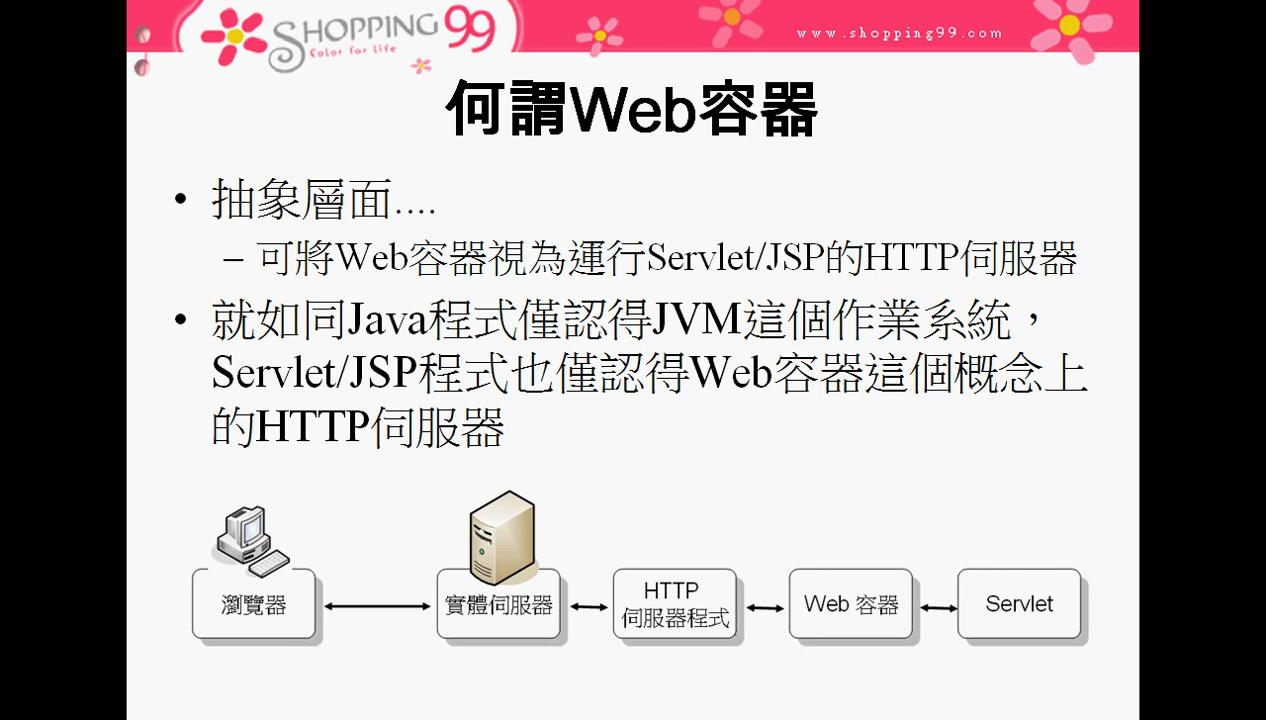 SHOPPING 99
Color for Life
www.shopping99.com
何謂Web容器
• 抽象層面....
– 可將Web容器視為運行Servlet/JSP的HTTP伺服器
• 就如同Java程式僅認得JVM這個作業系統，
Servlet/JSP程式也僅認得Web容器這個概念上
的HTTP伺服器
瀏覽器
實體伺服器
HTTP
伺服器程式
Web 容器
Servlet